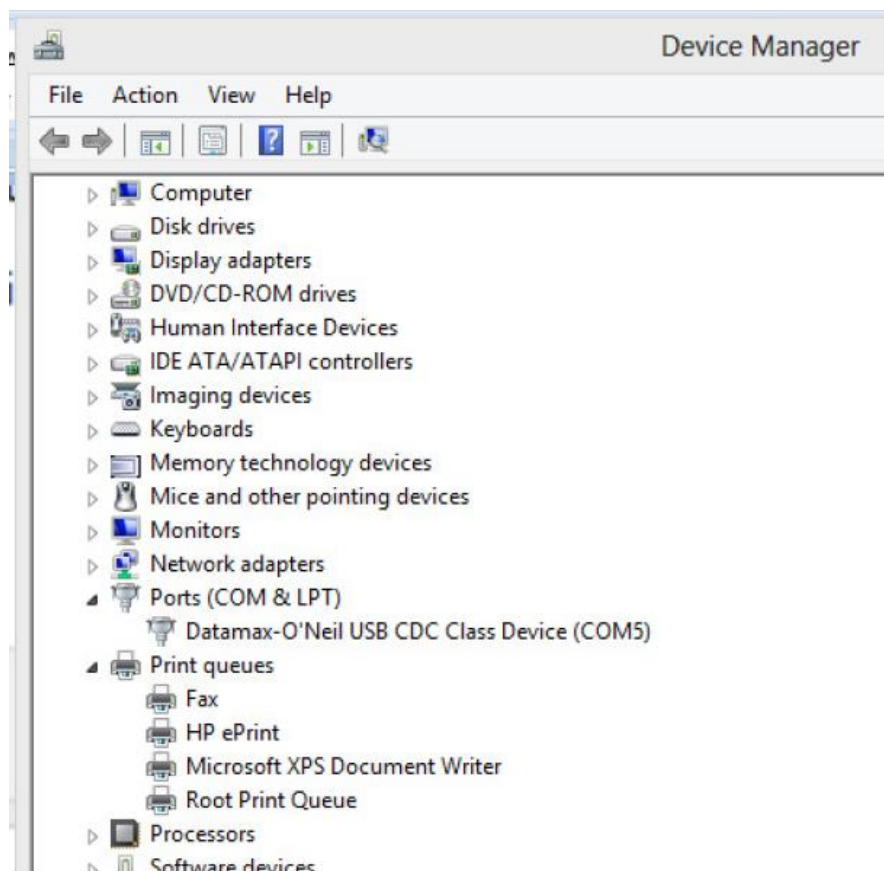 Device Manager
File Action View Help
Computer
Disk drives
Display adapters
DVD/CD-ROM drives
Human Interface Devices
IDE ATA/ATAPI controllers
Imaging devices
Keyboards
Memory technology devices
Mice and other pointing devices
Monitors
Network adapters
Ports (COM & LPT)
Datamax-O'Neil USB CDC Class Device (COM5)
Print queues
Fax
HP ePrint
Microsoft XPS Document Writer
Root Print Queue
Processors
Software devices